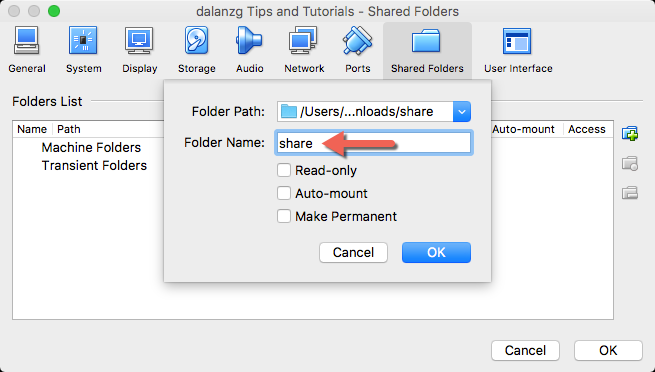 dalanzg Tips and Tutorials - Shared Folders
General System Display Storage Audio Network Ports Shared Folders User Interface
Folders List
Folder Path: /Users/...nloads/share
Name Path Auto-mount Access
Folder Name: share
Machine Folders
Transient Folders
Read-only
Auto-mount
Make Permanent
Cancel OK
Cancel OK